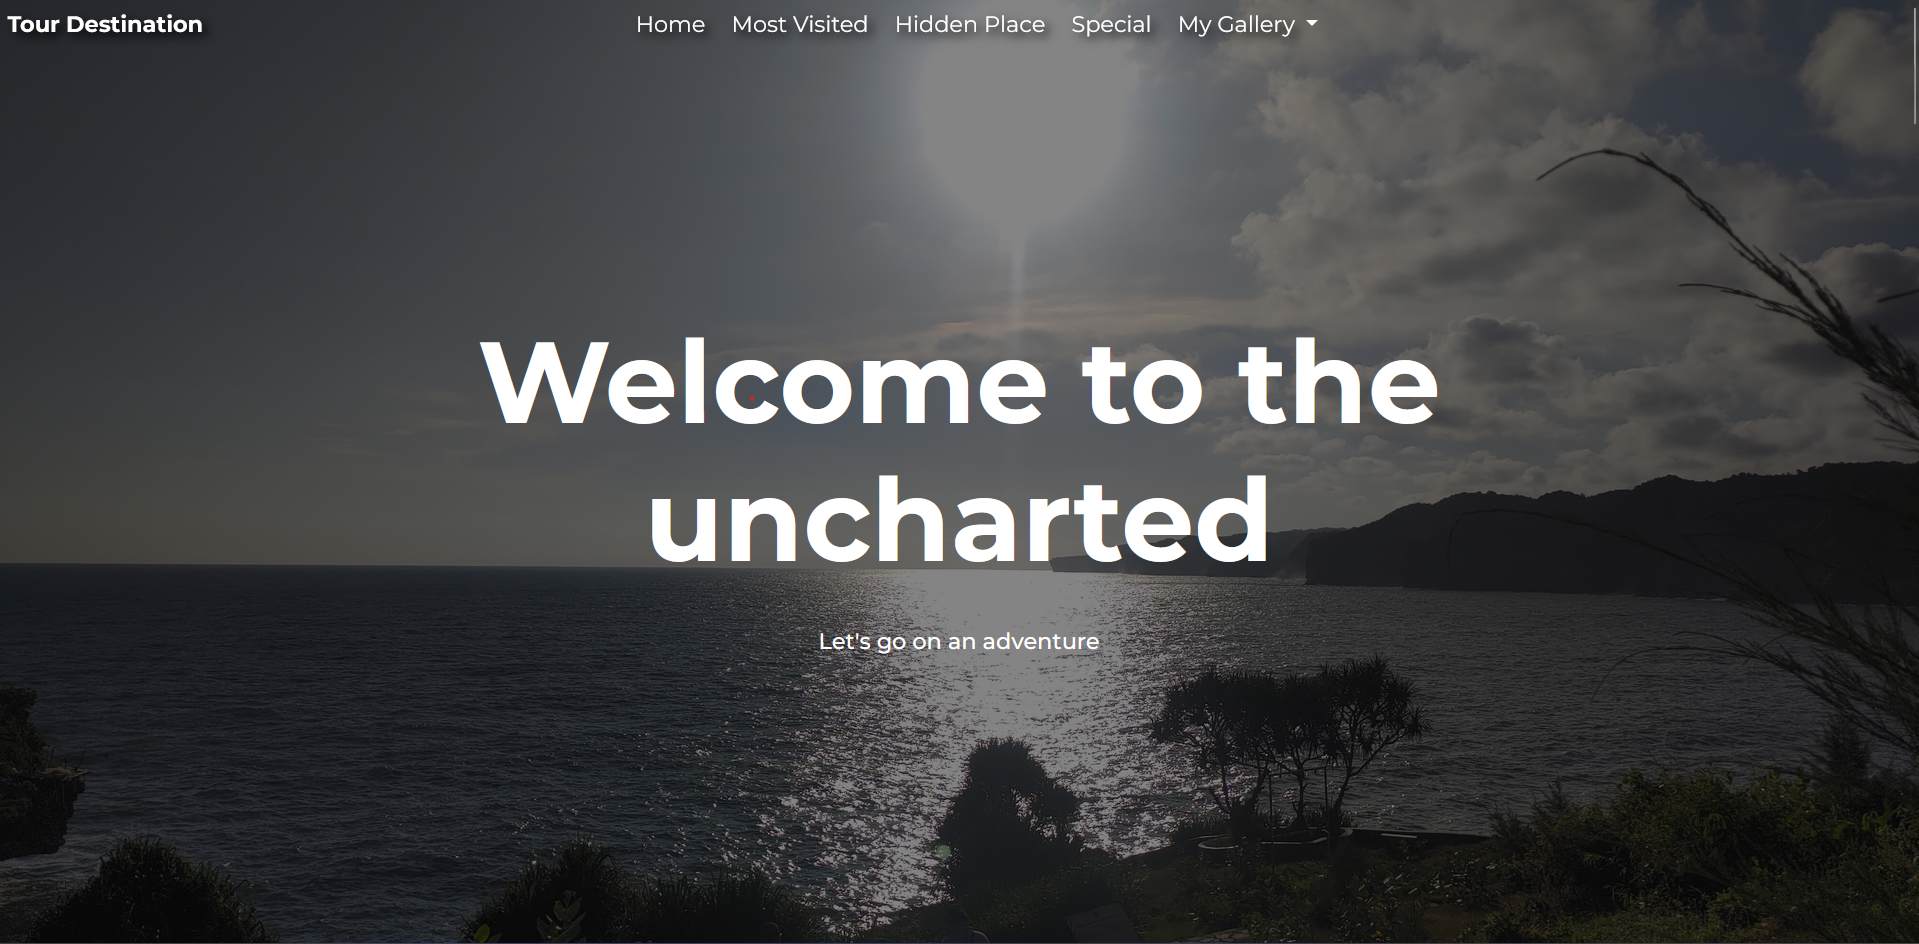 Tour Destination
Home Most Visited Hidden Place Special My Gallery
Welcome to the
uncharted
Let's go on an adventure